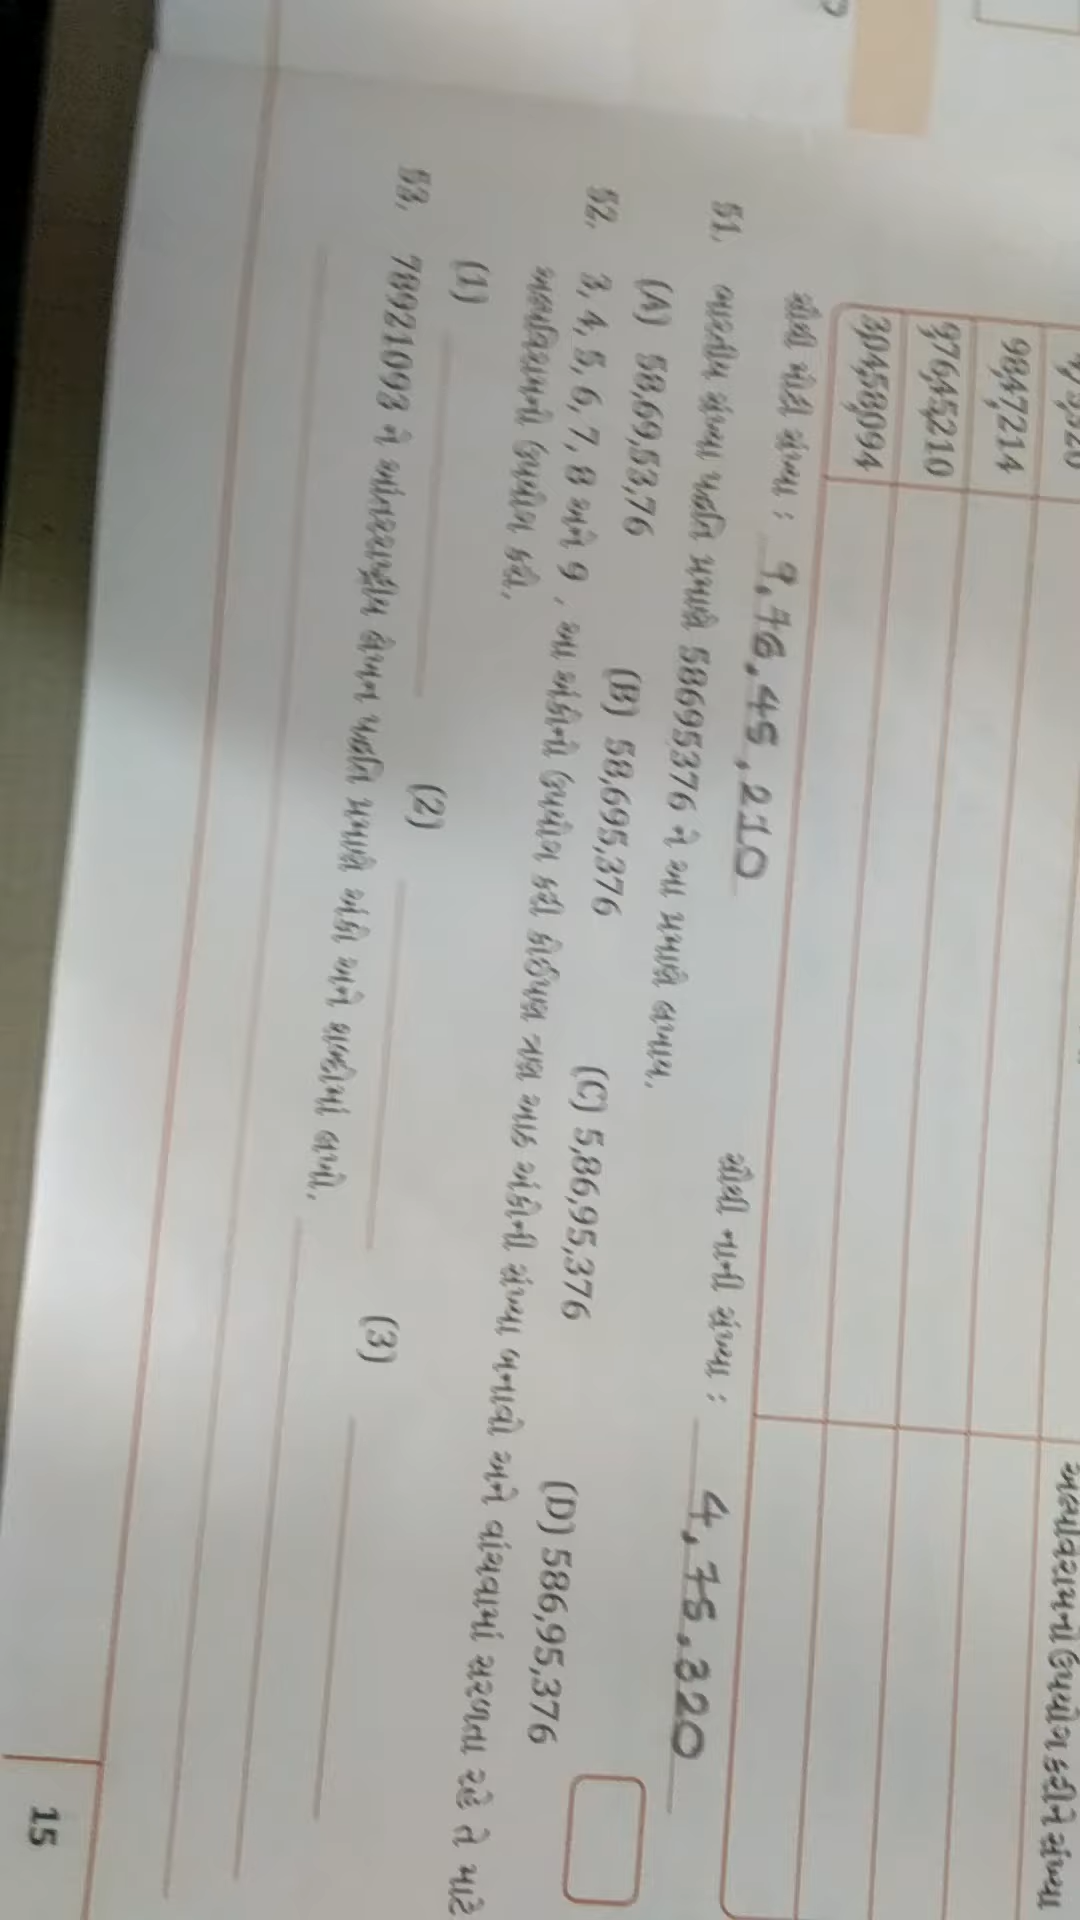 અલ્પવિરામનો ઉપયોગ કરીને સંખ્યા
9847214
97645210
30458094
સૌથી મોટી સંખ્યા : 9,76,45,210 સૌથી નાની સંખ્યા : 4,75,320
51. ભારતીય સંખ્યા પદ્ધતિ પ્રમાણે 58695376 ને આ પ્રમાણે લખાય.
(A) 58,69,53,76 (B) 58,695,376 (C) 5,86,95,376 (D) 586,95,376
52. 3, 4, 5, 6, 7, 8 અને 9 , આ અંકોનો ઉપયોગ કરી કોઈપણ ત્રણ આઠ અંકોની સંખ્યા બનાવો અને વાંચવામાં સરળતા રહે તે માટે
અલ્પવિરામનો ઉપયોગ કરો.
(1) (2) (3)
53. 78921093 ને આંતરરાષ્ટ્રીય લેખન પદ્ધતિ પ્રમાણે અંકો અને શબ્દોમાં લખો.
15